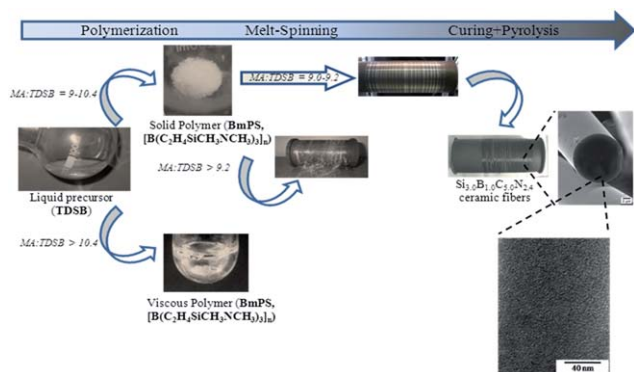 Polymerization Melt-Spinning Curing+Pyrolysis
MA:TDSB = 9-10.4
MA:TDSB = 9.0-9.2
Solid Polymer (BmPS,
[B(C₂H₄SiCH₃NCH₃)₃]ₙ)
MA:TDSB > 9.2
Liquid precursor
(TDSB)
Si₃.₀B₁.₀C₅.₀N₂.₄
ceramic fibers
MA:TDSB > 10.4
Viscous Polymer (BmPS,
[B(C₂H₄SiCH₃NCH₃)₃]ₙ)
40 nm